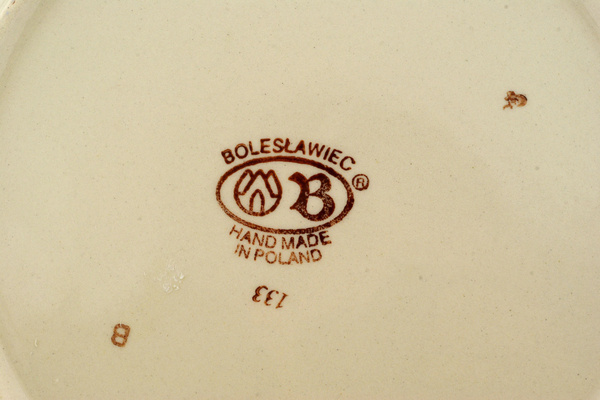 BOLESŁAWIEC
B ®
HAND MADE
IN POLAND
133
8